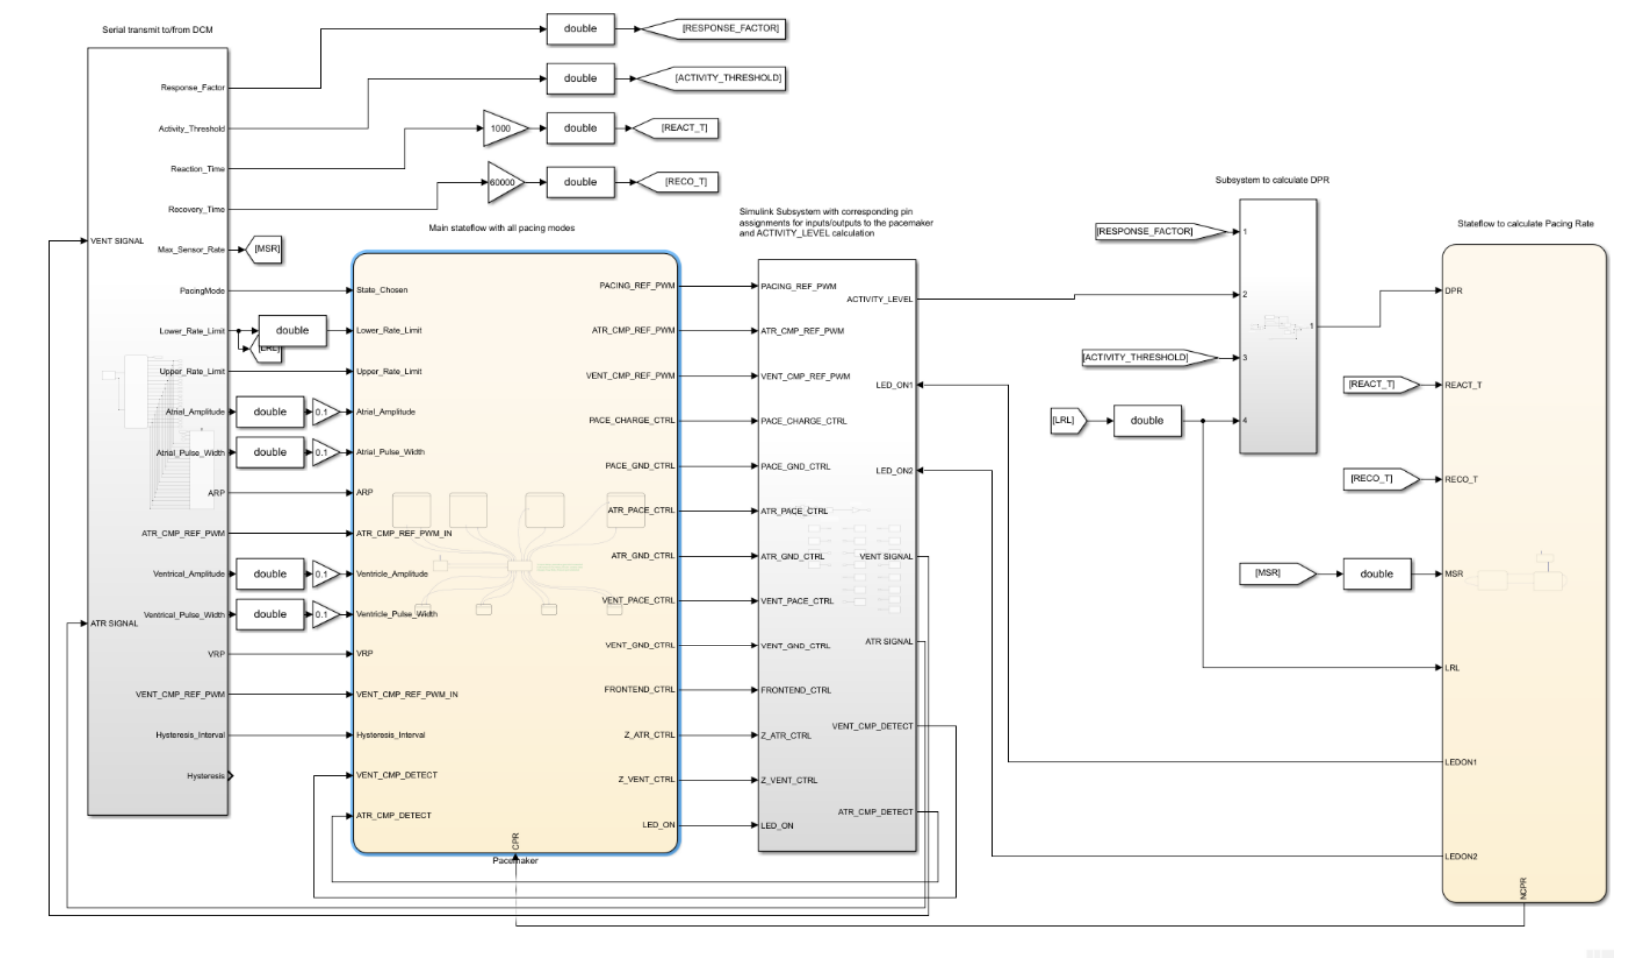 Serial transmit to/from DCM
Response_Factor
Activity_Threshold
Reaction_Time
Recovery_Time
VENT SIGNAL
Max_Sensor_Rate
PacingMode
Lower_Rate_Limit
Upper_Rate_Limit
Atrial_Amplitude
Atrial_Pulse_Width
ARP
ATR_CMP_REF_PWM
Ventrical_Amplitude
Ventrical_Pulse_Width
ATR SIGNAL
VRP
VENT_CMP_REF_PWM
Hysteresis_Interval
Hysteresis
double
[RESPONSE_FACTOR]
double
[ACTIVITY_THRESHOLD]
1000
double
[REACT_T]
60000
double
[RECO_T]
[MSR]
double
[LRL]
double
0.1
double
0.1
double
0.1
double
0.1
Main stateflow with all pacing modes
State_Chosen
Lower_Rate_Limit
Upper_Rate_Limit
Atrial_Amplitude
Atrial_Pulse_Width
ARP
ATR_CMP_REF_PWM_IN
Ventricle_Amplitude
Ventricle_Pulse_Width
VRP
VENT_CMP_REF_PWM_IN
Hysteresis_Interval
VENT_CMP_DETECT
ATR_CMP_DETECT
PACING_REF_PWM
ATR_CMP_REF_PWM
VENT_CMP_REF_PWM
PACE_CHARGE_CTRL
PACE_GND_CTRL
ATR_PACE_CTRL
ATR_GND_CTRL
VENT_PACE_CTRL
VENT_GND_CTRL
FRONTEND_CTRL
Z_ATR_CTRL
Z_VENT_CTRL
LED_ON
CPR
Pacemaker
Simulink Subsystem with corresponding pin
assignments for inputs/outputs to the pacemaker
and ACTIVITY_LEVEL calculation
PACING_REF_PWM
ATR_CMP_REF_PWM
VENT_CMP_REF_PWM
PACE_CHARGE_CTRL
PACE_GND_CTRL
ATR_PACE_CTRL
ATR_GND_CTRL
VENT_PACE_CTRL
VENT_GND_CTRL
FRONTEND_CTRL
Z_ATR_CTRL
Z_VENT_CTRL
LED_ON
ACTIVITY_LEVEL
LED_ON1
LED_ON2
VENT SIGNAL
ATR SIGNAL
VENT_CMP_DETECT
ATR_CMP_DETECT
Subsystem to calculate DPR
[RESPONSE_FACTOR]
1
2
[ACTIVITY_THRESHOLD]
3
[LRL]
double
4
1
Stateflow to calculate Pacing Rate
DPR
[REACT_T]
REACT_T
[RECO_T]
RECO_T
[MSR]
double
MSR
LRL
LEDON1
LEDON2
NCPR